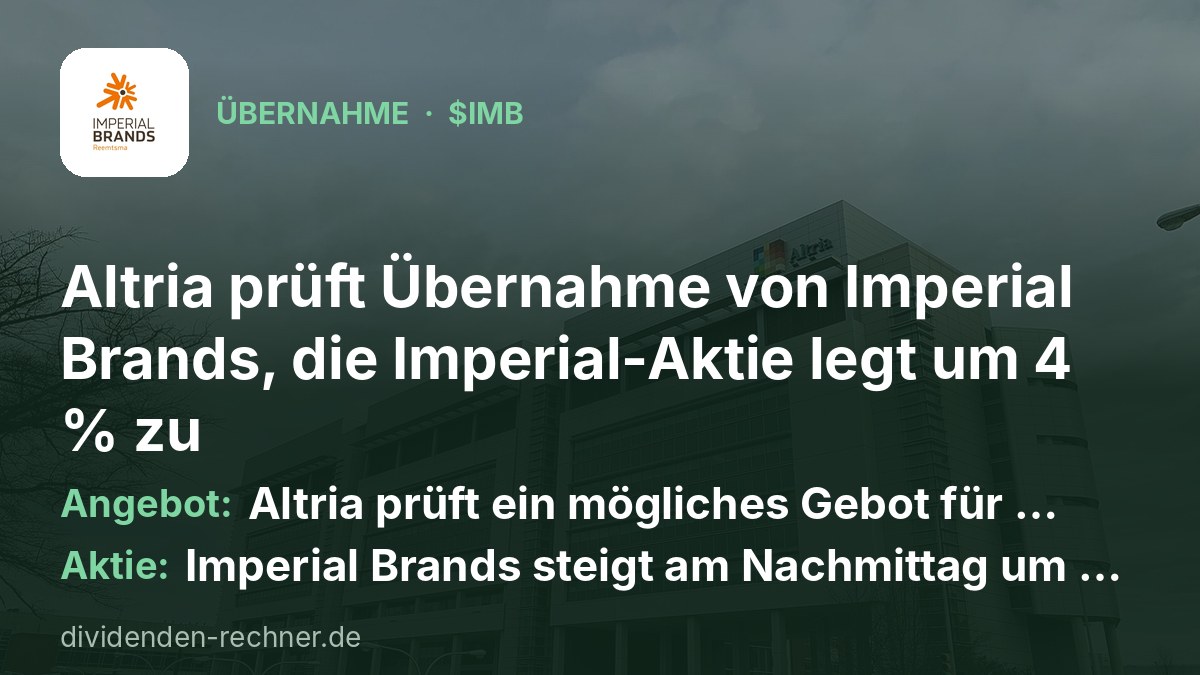 IMPERIAL
BRANDS
Reemtsma
ÜBERNAHME · $IMB
Altria
Altria prüft Übernahme von Imperial
Brands, die Imperial-Aktie legt um 4
% zu
Angebot: Altria prüft ein mögliches Gebot für ...
Aktie: Imperial Brands steigt am Nachmittag um ...
dividenden-rechner.de